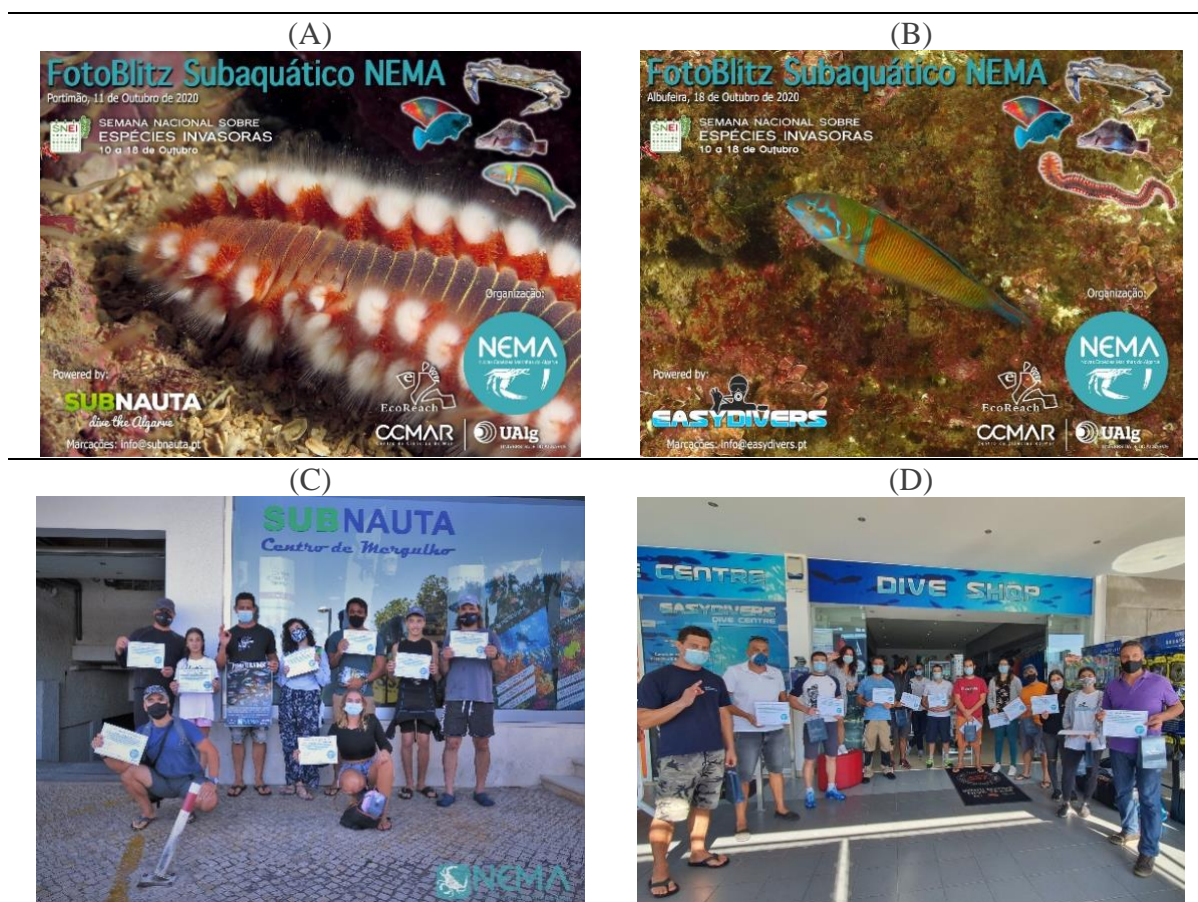 (A)
(B)
FotoBlitz Subaquático NEMA
Portimão, 11 de Outubro de 2020
SNEI
SEMANA NACIONAL SOBRE
ESPÉCIES INVASORAS
10 a 18 de Outubro
Organização:
NEMA
Powered by:
SUBNAUTA
dive the Algarve
EcoReach
CCMAR
UAlg
Marcações: info@subnauta.pt
FotoBlitz Subaquático NEMA
Albufeira, 18 de Outubro de 2020
SNEI
SEMANA NACIONAL SOBRE
ESPÉCIES INVASORAS
10 a 18 de Outubro
Organização:
NEMA
Powered by:
EASYDIVERS
EcoReach
CCMAR
UAlg
Marcações: info@easydivers.pt
(C)
(D)
SUBNAUTA
Centro de Mergulho
NEMA
CENTRE
DIVE SHOP
EASYDIVERS
DIVE CENTRE